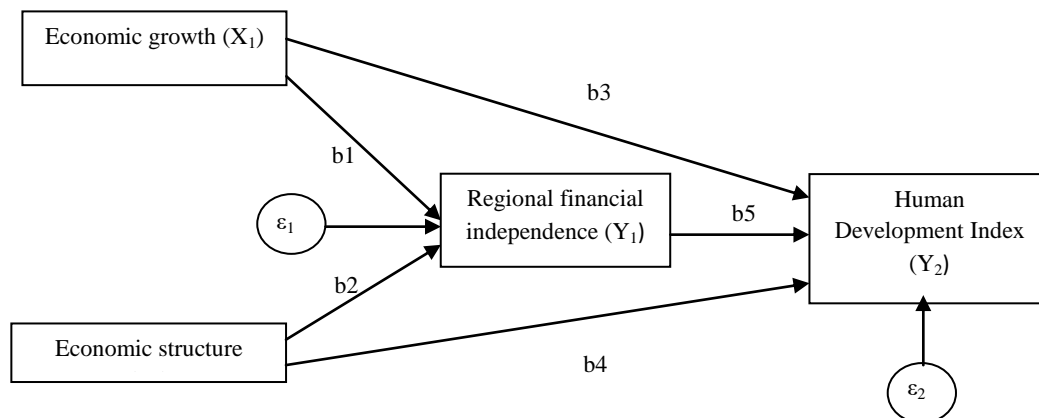 Economic growth (X₁)
b3
b1
Regional financial
independence (Y₁)
Human
Development Index
(Y₂)
b5
ε₁
b2
Economic structure
b4
ε₂